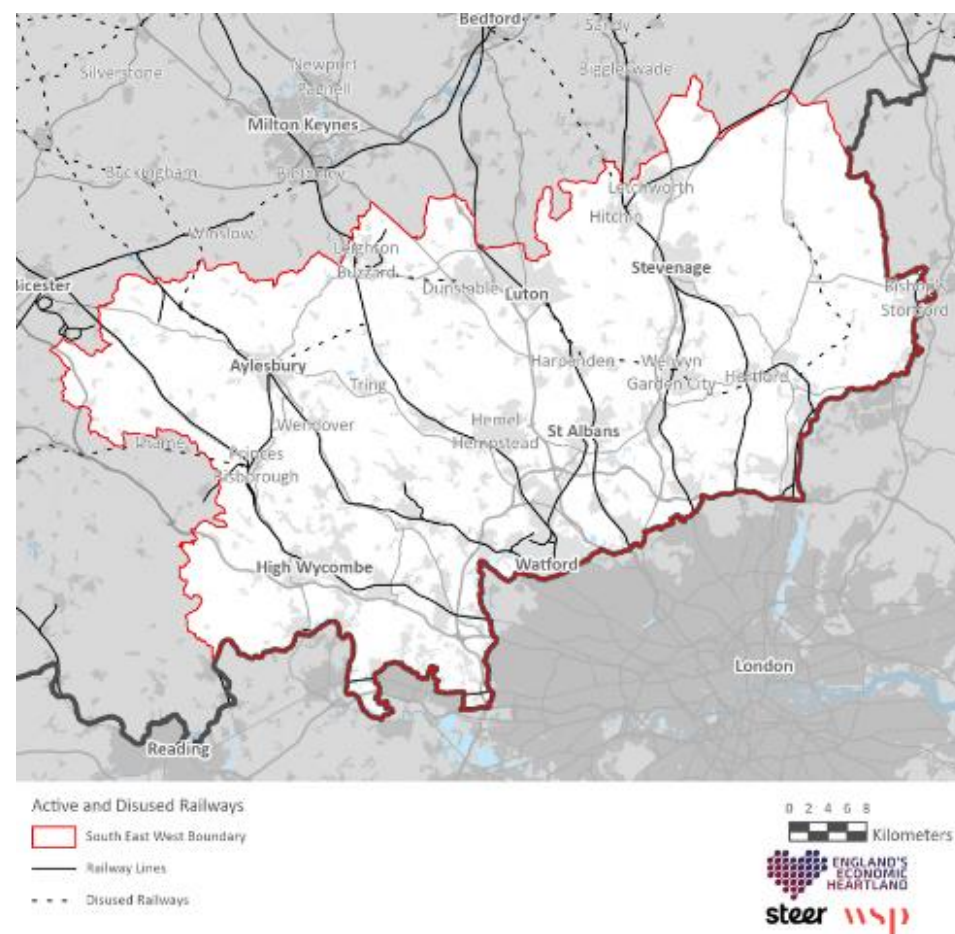 Bedford
Sandy
Silverstone
Newport
Pagnell
Biggleswade
Milton Keynes
Buckingham
Bletchley
Letchworth
Hitchin
Winslow
Leighton
Buzzard
Stevenage
Bicester
Dunstable
Luton
Bishop's
Stortford
Aylesbury
Harpenden
Welwyn
Garden City
Hertford
Tring
Wendover
Hemel
Hempstead
St Albans
Thame
Princes
Risborough
High Wycombe
Watford
London
Reading
Active and Disused Railways
South East West Boundary
Railway Lines
Disused Railways
0 2 4 6 8
Kilometers
ENGLAND'S
ECONOMIC
HEARTLAND
steer wsp